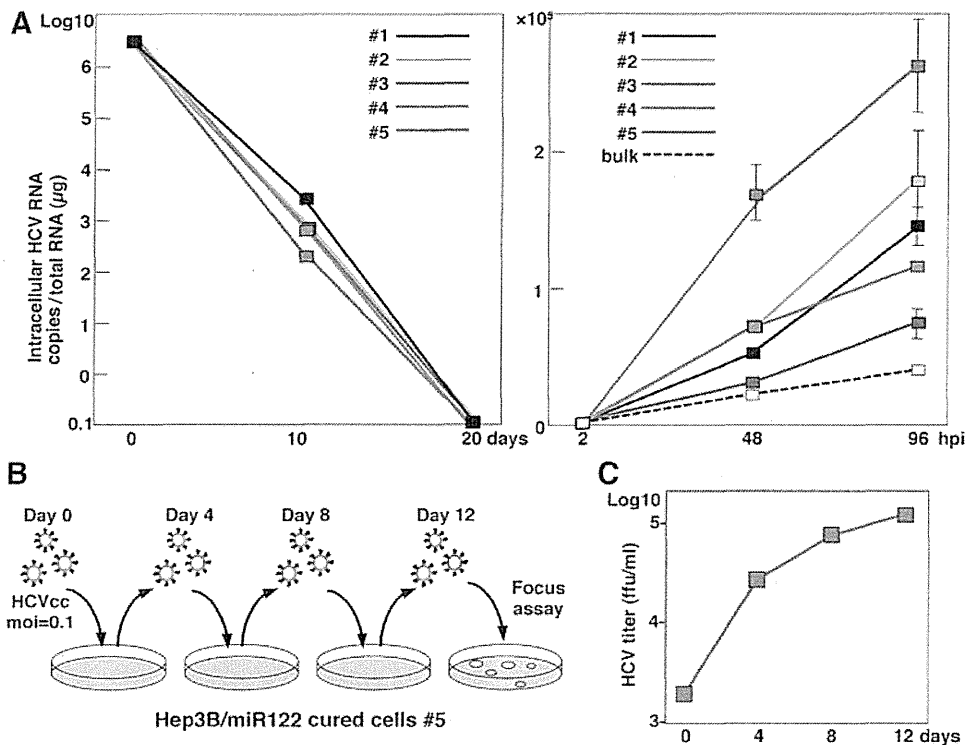 A
Log10
6
5
4
3
2
1
0
0.1
Intracellular HCV RNA
copies/total RNA (µg)
#1
#2
#3
#4
#5
0
10
20 days
×10⁵
2
1
0
#1
#2
#3
#4
#5
bulk
2
48
96 hpi
B
Day 0
Day 4
Day 8
Day 12
HCVcc
moi=0.1
Focus
assay
Hep3B/miR122 cured cells #5
C
Log10
5
4
3
HCV titer (ffu/ml)
0
4
8
12 days